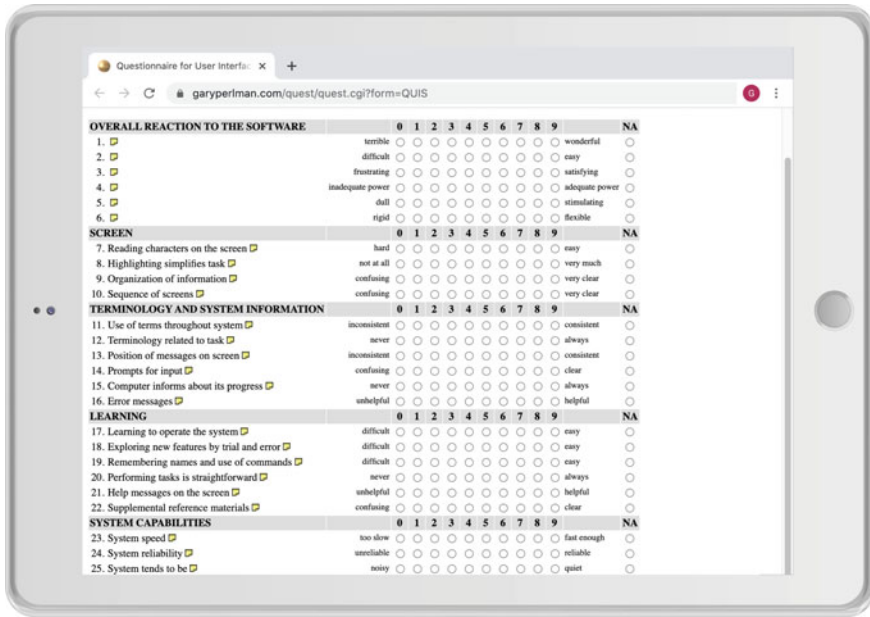 Questionnaire for User Interfac
garyperlman.com/quest/quest.cgi?form=QUIS
G
OVERALL REACTION TO THE SOFTWARE 0 1 2 3 4 5 6 7 8 9 NA
1. terrible wonderful
2. difficult easy
3. frustrating satisfying
4. inadequate power adequate power
5. dull stimulating
6. rigid flexible
SCREEN 0 1 2 3 4 5 6 7 8 9 NA
7. Reading characters on the screen hard easy
8. Highlighting simplifies task not at all very much
9. Organization of information confusing very clear
10. Sequence of screens confusing very clear
TERMINOLOGY AND SYSTEM INFORMATION 0 1 2 3 4 5 6 7 8 9 NA
11. Use of terms throughout system inconsistent consistent
12. Terminology related to task never always
13. Position of messages on screen inconsistent consistent
14. Prompts for input confusing clear
15. Computer informs about its progress never always
16. Error messages unhelpful helpful
LEARNING 0 1 2 3 4 5 6 7 8 9 NA
17. Learning to operate the system difficult easy
18. Exploring new features by trial and error difficult easy
19. Remembering names and use of commands difficult easy
20. Performing tasks is straightforward never always
21. Help messages on the screen unhelpful helpful
22. Supplemental reference materials confusing clear
SYSTEM CAPABILITIES 0 1 2 3 4 5 6 7 8 9 NA
23. System speed too slow fast enough
24. System reliability unreliable reliable
25. System tends to be noisy quiet